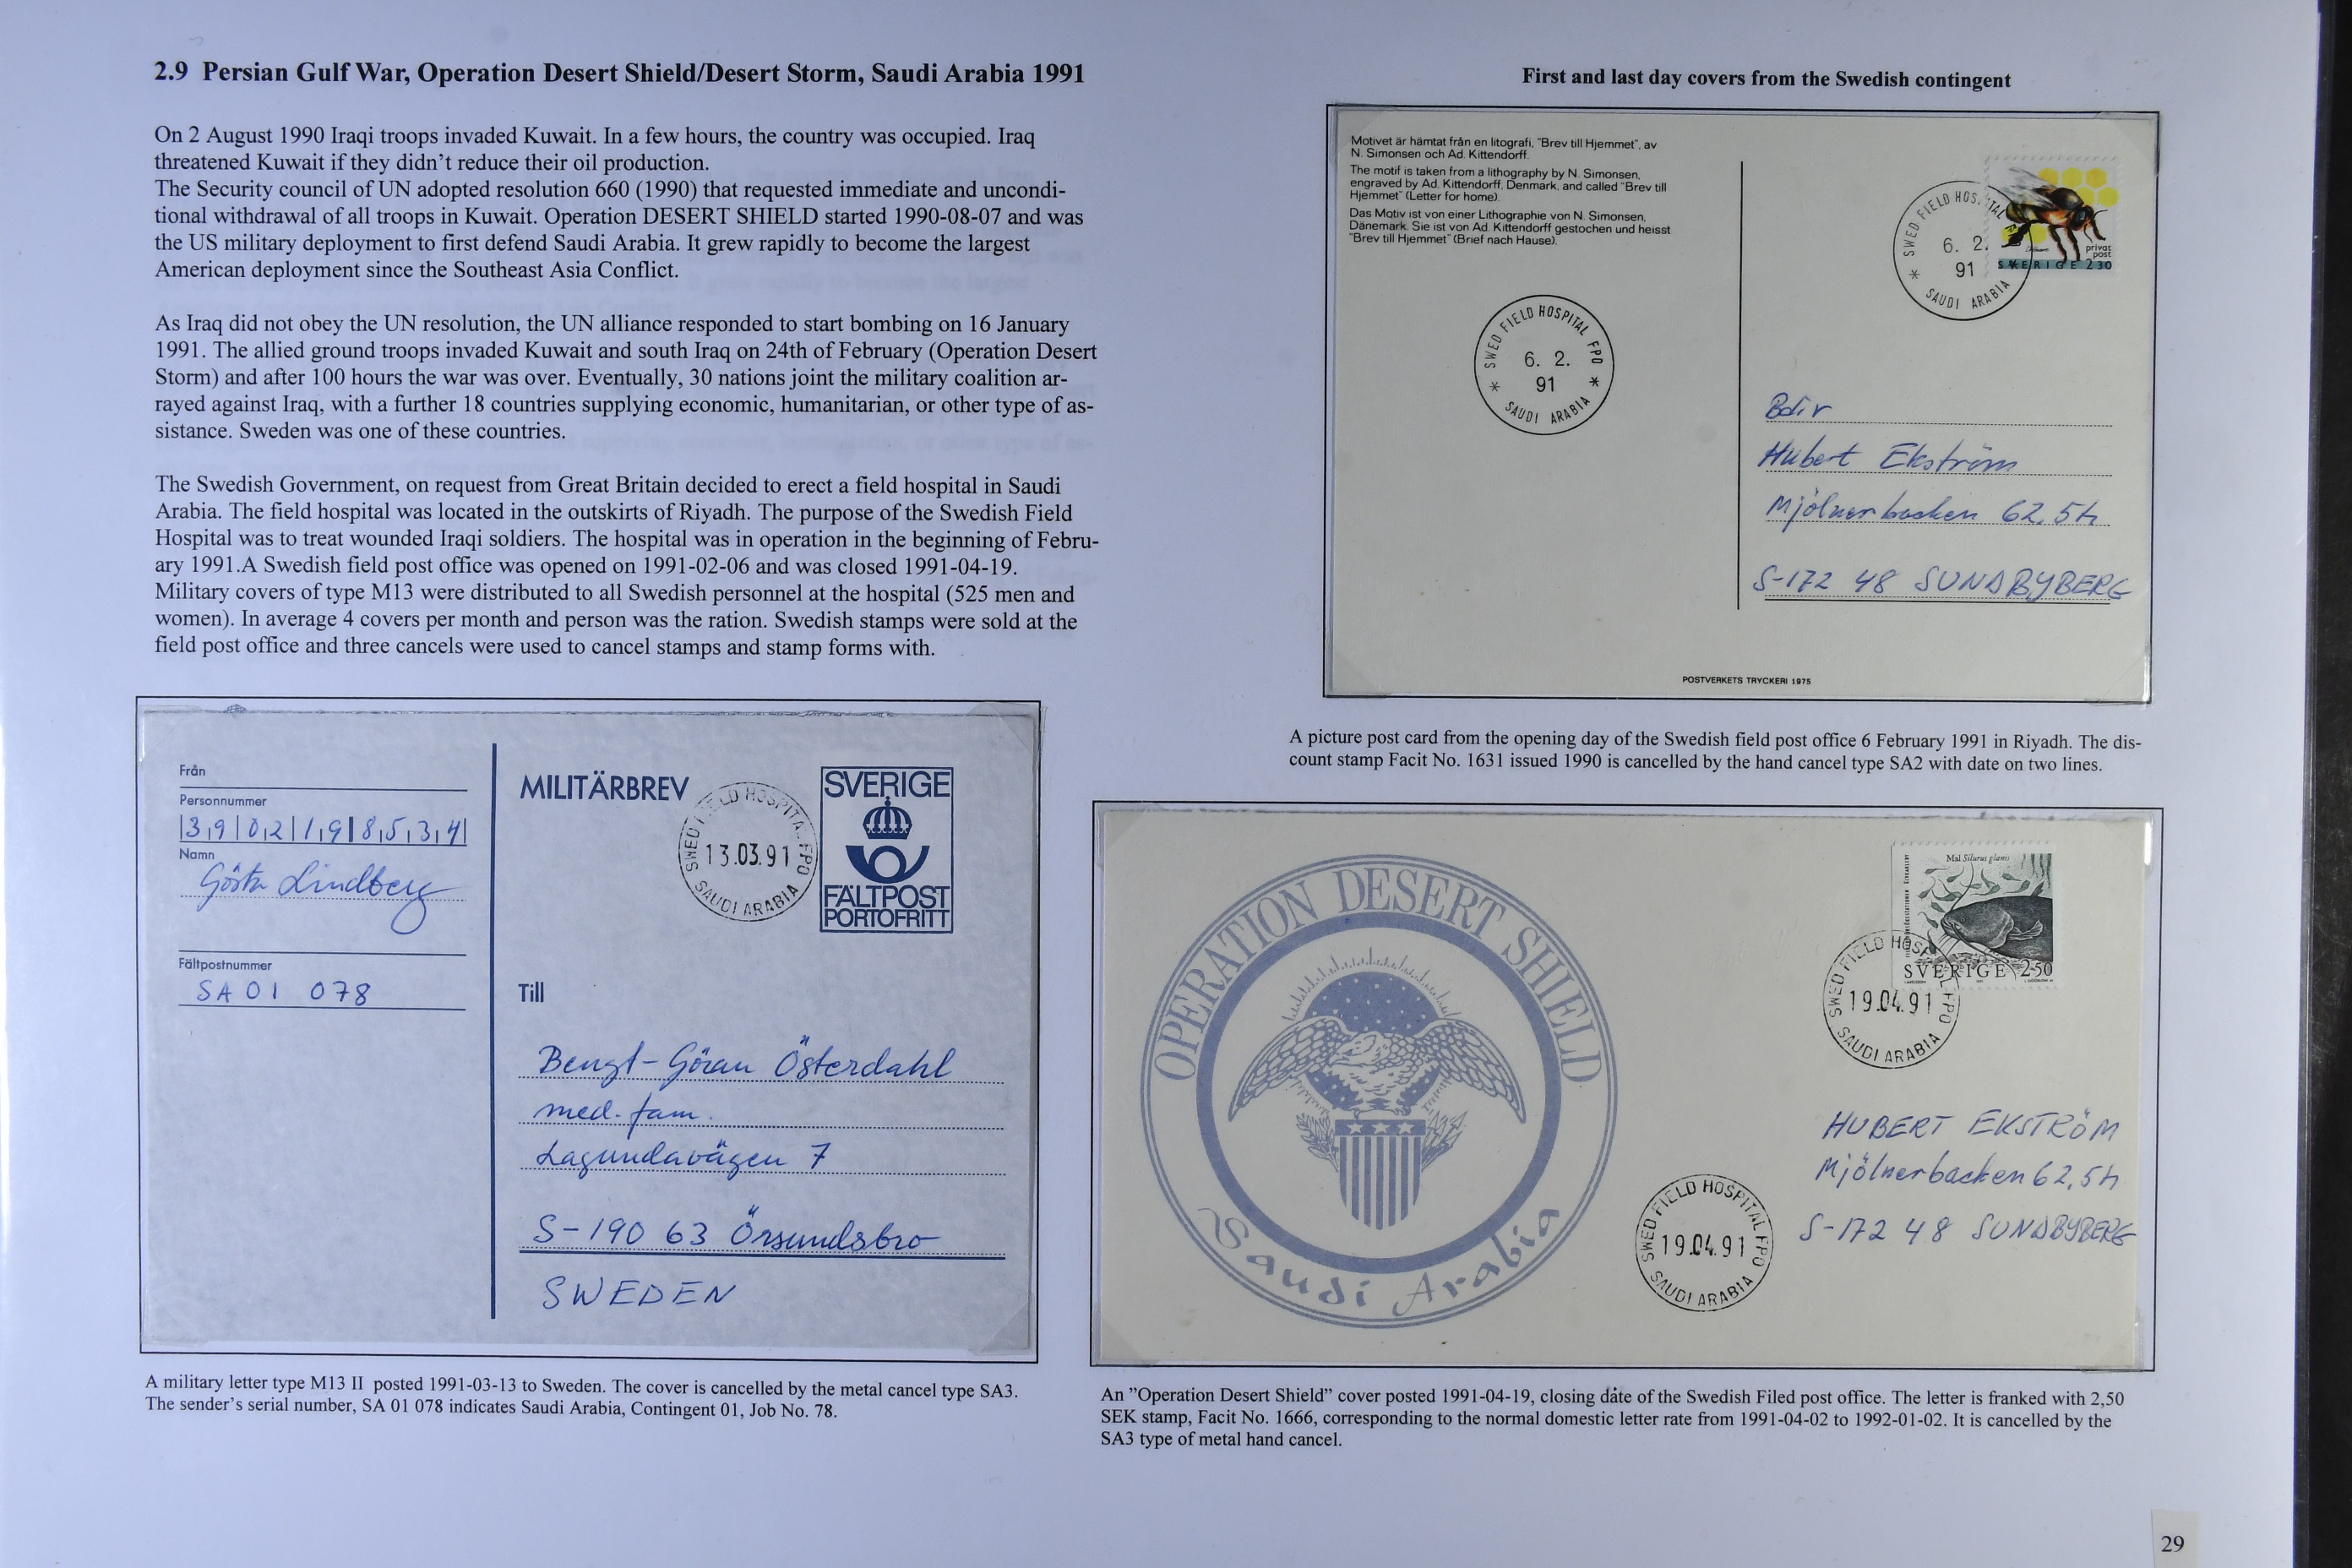 2.9 Persian Gulf War, Operation Desert Shield/Desert Storm, Saudi Arabia 1991
On 2 August 1990 Iraqi troops invaded Kuwait. In a few hours, the country was occupied. Iraq
threatened Kuwait if they didn't reduce their oil production.
The Security council of UN adopted resolution 660 (1990) that requested immediate and uncondi-
tional withdrawal of all troops in Kuwait. Operation DESERT SHIELD started 1990-08-07 and was
the US military deployment to first defend Saudi Arabia. It grew rapidly to become the largest
American deployment since the Southeast Asia Conflict.
As Iraq did not obey the UN resolution, the UN alliance responded to start bombing on 16 January
1991. The allied ground troops invaded Kuwait and south Iraq on 24th of February (Operation Desert
Storm) and after 100 hours the war was over. Eventually, 30 nations joint the military coalition ar-
rayed against Iraq, with a further 18 countries supplying economic, humanitarian, or other type of as-
sistance. Sweden was one of these countries.
The Swedish Government, on request from Great Britain decided to erect a field hospital in Saudi
Arabia. The field hospital was located in the outskirts of Riyadh. The purpose of the Swedish Field
Hospital was to treat wounded Iraqi soldiers. The hospital was in operation in the beginning of Febru-
ary 1991.A Swedish field post office was opened on 1991-02-06 and was closed 1991-04-19.
Military covers of type M13 were distributed to all Swedish personnel at the hospital (525 men and
women). In average 4 covers per month and person was the ration. Swedish stamps were sold at the
field post office and three cancels were used to cancel stamps and stamp forms with.
Från
Personnummer
3902198534
Namn
Gösta Lindberg
Fältpostnummer
SA 01 078
MILITÄRBREV
SWED FIELD HOSPITAL FPO
13.03.91
SAUDI ARABIA
SVERIGE
FÄLTPOST
PORTOFRITT
Till
Bengt-Göran Österdahl
med. fam.
Lagundavägen 7
S-190 63 Örsundsbro
SWEDEN
A military letter type M13 II posted 1991-03-13 to Sweden. The cover is cancelled by the metal cancel type SA3.
The sender's serial number, SA 01 078 indicates Saudi Arabia, Contingent 01, Job No. 78.
First and last day covers from the Swedish contingent
Motivet är hämtat från en litografi, "Brev till Hjemmet", av
N. Simonsen och Ad. Kittendorff.
The motif is taken from a lithography by N. Simonsen,
engraved by Ad. Kittendorff, Denmark, and called "Brev till
Hjemmet" (Letter for home).
Das Motiv ist von einer Lithographie von N. Simonsen,
Dänemark. Sie ist von Ad. Kittendorff gestochen und heisst
"Brev till Hjemmet" (Brief nach Hause).
SWED FIELD HOSPITAL FPO
6. 2.
91
* SAUDI ARABIA *
SWED FIELD HOSPITAL
6. 2.
91
* SAUDI ARABIA
privat
post
SVERIGE 230
Bdir
Hubert Ekström
Mjölnerbacken 62, 5tr
S-172 48 SUNDBYBERG
POSTVERKETS TRYCKERI 1975
A picture post card from the opening day of the Swedish field post office 6 February 1991 in Riyadh. The dis-
count stamp Facit No. 1631 issued 1990 is cancelled by the hand cancel type SA2 with date on two lines.
OPERATION DESERT SHIELD
Saudi Arabia
Mal Silurus glanis
SVERIGE 2·50
SWED FIELD HOSPITAL FPO
19.04.91
SAUDI ARABIA
SWED FIELD HOSPITAL FPO
19.04.91
SAUDI ARABIA
HUBERT EKSTRÖM
Mjölnerbacken 62, 5tr
S-172 48 SUNDBYBERG
An "Operation Desert Shield" cover posted 1991-04-19, closing date of the Swedish Filed post office. The letter is franked with 2,50
SEK stamp, Facit No. 1666, corresponding to the normal domestic letter rate from 1991-04-02 to 1992-01-02. It is cancelled by the
SA3 type of metal hand cancel.
29